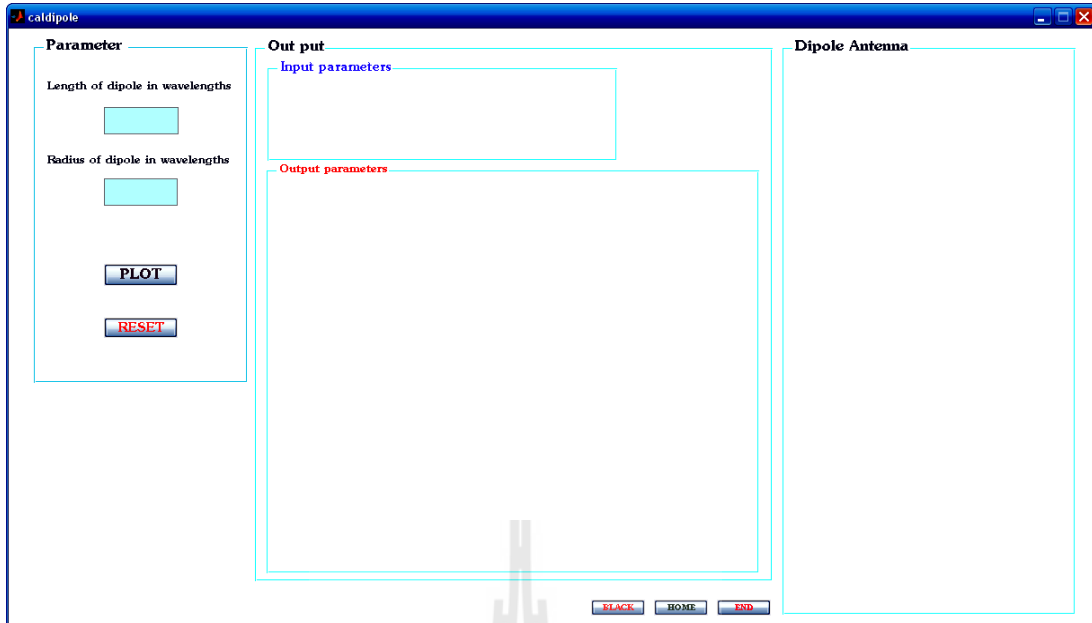 caldipole
Parameter
Length of dipole in wavelengths
Radius of dipole in wavelengths
PLOT
RESET
Out put
Input parameters
Output parameters
Dipole Antenna
BLACK HOME END